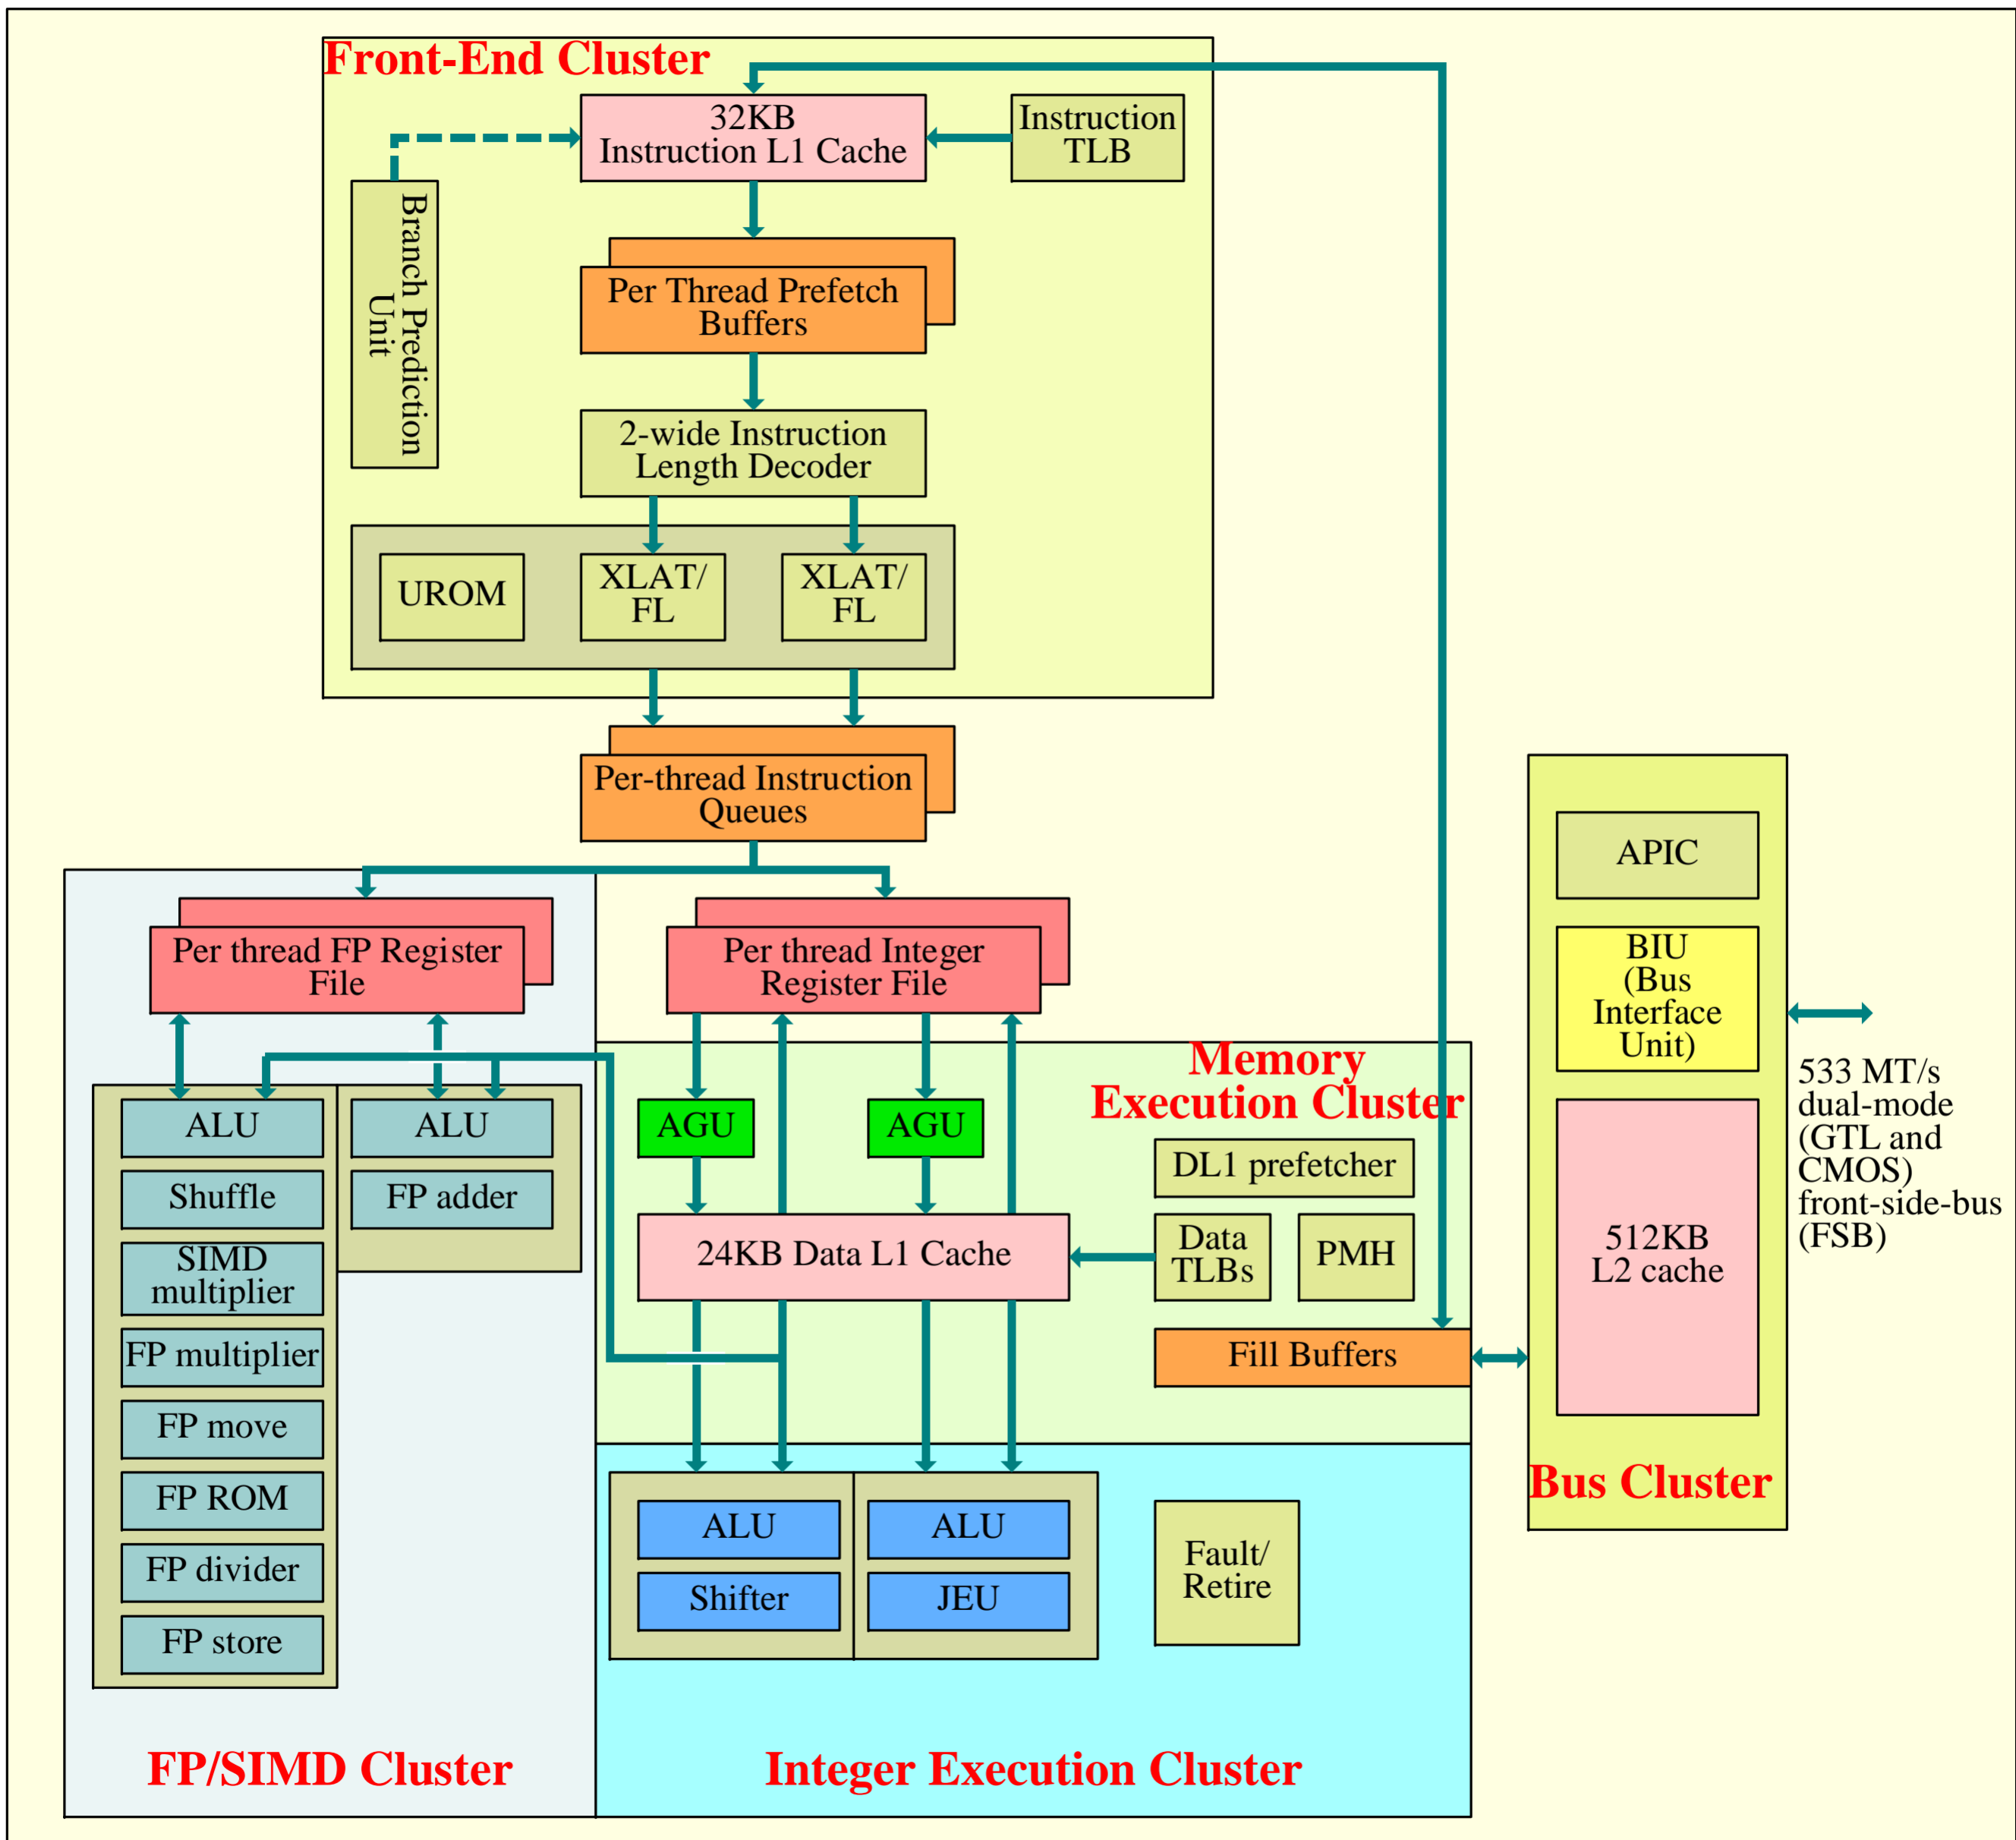 Front-End Cluster
32KB
Instruction L1 Cache
Instruction
TLB
Branch Prediction
Unit
Per Thread Prefetch
Buffers
2-wide Instruction
Length Decoder
UROM
XLAT/
FL
XLAT/
FL
Per-thread Instruction
Queues
Per thread FP Register
File
Per thread Integer
Register File
ALU
Shuffle
SIMD
multiplier
FP multiplier
FP move
FP ROM
FP divider
FP store
ALU
FP adder
FP/SIMD Cluster
Memory
Execution Cluster
AGU
AGU
DL1 prefetcher
24KB Data L1 Cache
Data
TLBs
PMH
Fill Buffers
ALU
Shifter
ALU
JEU
Fault/
Retire
Integer Execution Cluster
APIC
BIU
(Bus
Interface
Unit)
512KB
L2 cache
Bus Cluster
533 MT/s
dual-mode
(GTL and
CMOS)
front-side-bus
(FSB)